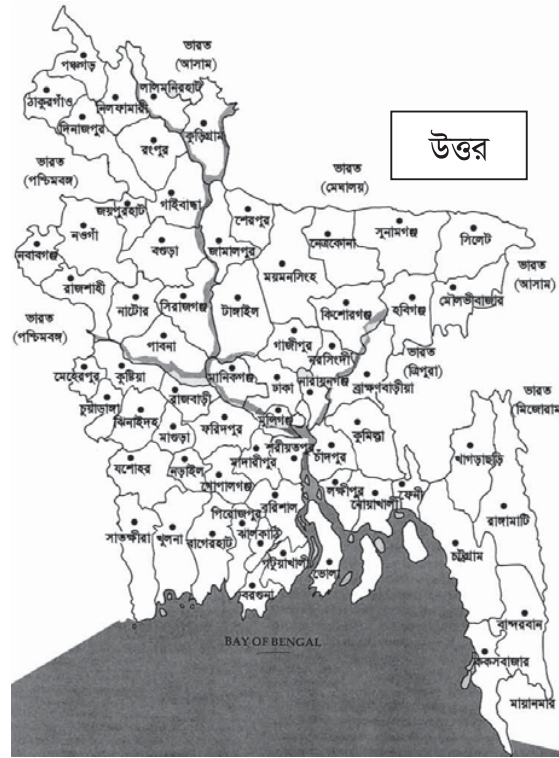 ভারত
(আসাম)
পঞ্চগড়
লালমনিরহাট
ঠাকুরগাঁও
নিলফামারী
দিনাজপুর
কুড়িগ্রাম
রংপুর
উত্তর
ভারত
(পশ্চিমবঙ্গ)
ভারত
(মেঘালয়)
গাইবান্ধা
জয়পুরহাট
শেরপুর
নওগাঁ
সুনামগঞ্জ
সিলেট
নেত্রকোনা
বগুড়া
জামালপুর
নবাবগঞ্জ
ময়মনসিংহ
ভারত
(আসাম)
রাজশাহী
মৌলভীবাজার
নাটোর
সিরাজগঞ্জ
টাঙ্গাইল
কিশোরগঞ্জ
হবিগঞ্জ
ভারত
(পশ্চিমবঙ্গ)
পাবনা
গাজীপুর
নরসিংদী
ভারত
(ত্রিপুরা)
মেহেরপুর
কুষ্টিয়া
মানিকগঞ্জ
ঢাকা
নারায়নগঞ্জ
ব্রাক্ষণবাড়ীয়া
রাজবাড়ী
ভারত
(মিজোরাম)
চুয়াডাঙ্গা
ঝিনাইদহ
ফরিদপুর
মুন্সিগঞ্জ
কুমিল্লা
মাগুড়া
শরীয়তপুর
চাঁদপুর
খাগড়াছড়ি
যশোহর
নড়াইল
মাদারীপুর
গোপালগঞ্জ
লক্ষীপুর
ফেনী
নোয়াখালী
বরিশাল
পিরোজপুর
রাঙ্গামাটি
সাতক্ষীরা
খুলনা
বাগেরহাট
ঝালকাঠি
চট্টগ্রাম
পটুয়াখালী
ভোলা
বরগুনা
বান্দরবান
BAY OF BENGAL
ককসবাজার
মায়ানমার